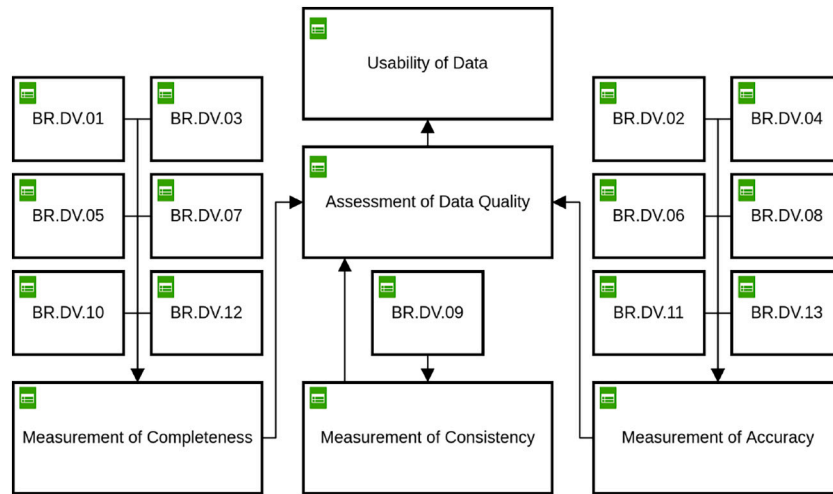 Usability of Data
BR.DV.01
BR.DV.03
BR.DV.02
BR.DV.04
Assessment of Data Quality
BR.DV.05
BR.DV.07
BR.DV.06
BR.DV.08
BR.DV.10
BR.DV.12
BR.DV.09
BR.DV.11
BR.DV.13
Measurement of Completeness
Measurement of Consistency
Measurement of Accuracy